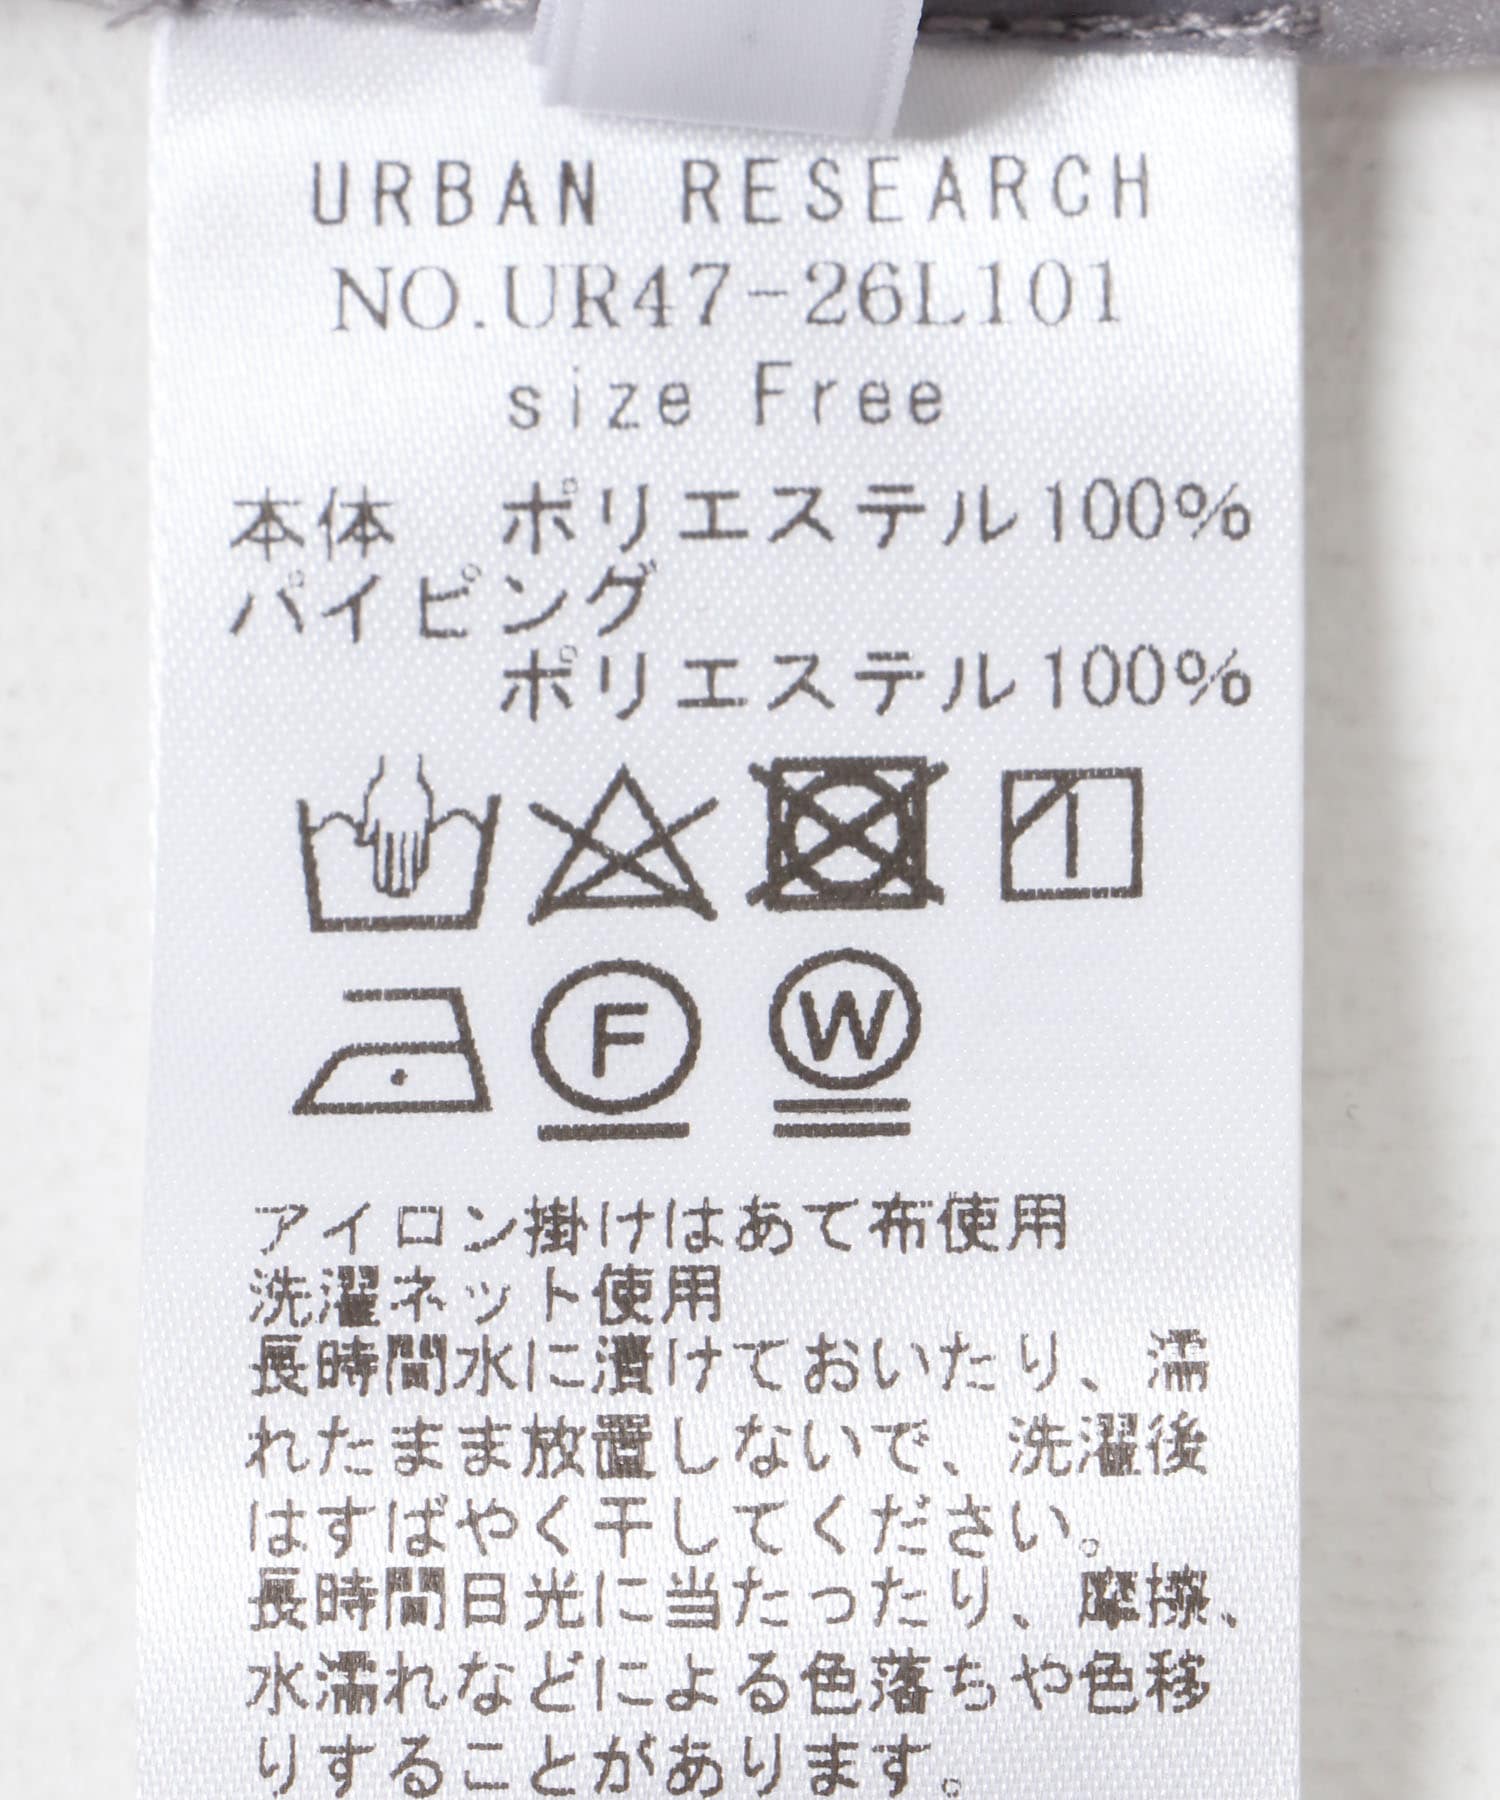 URBAN RESEARCH
NO.UR47-26L101
size Free
本体 ポリエステル100%
パイピング
ポリエステル100%
F
W
アイロン掛けはあて布使用
洗濯ネット使用
長時間水に漬けておいたり、濡
れたまま放置しないで、洗濯後
はすばやく干してください。
長時間日光に当たったり、摩擦、
水濡れなどによる色落ちや色移
りすることがあります。